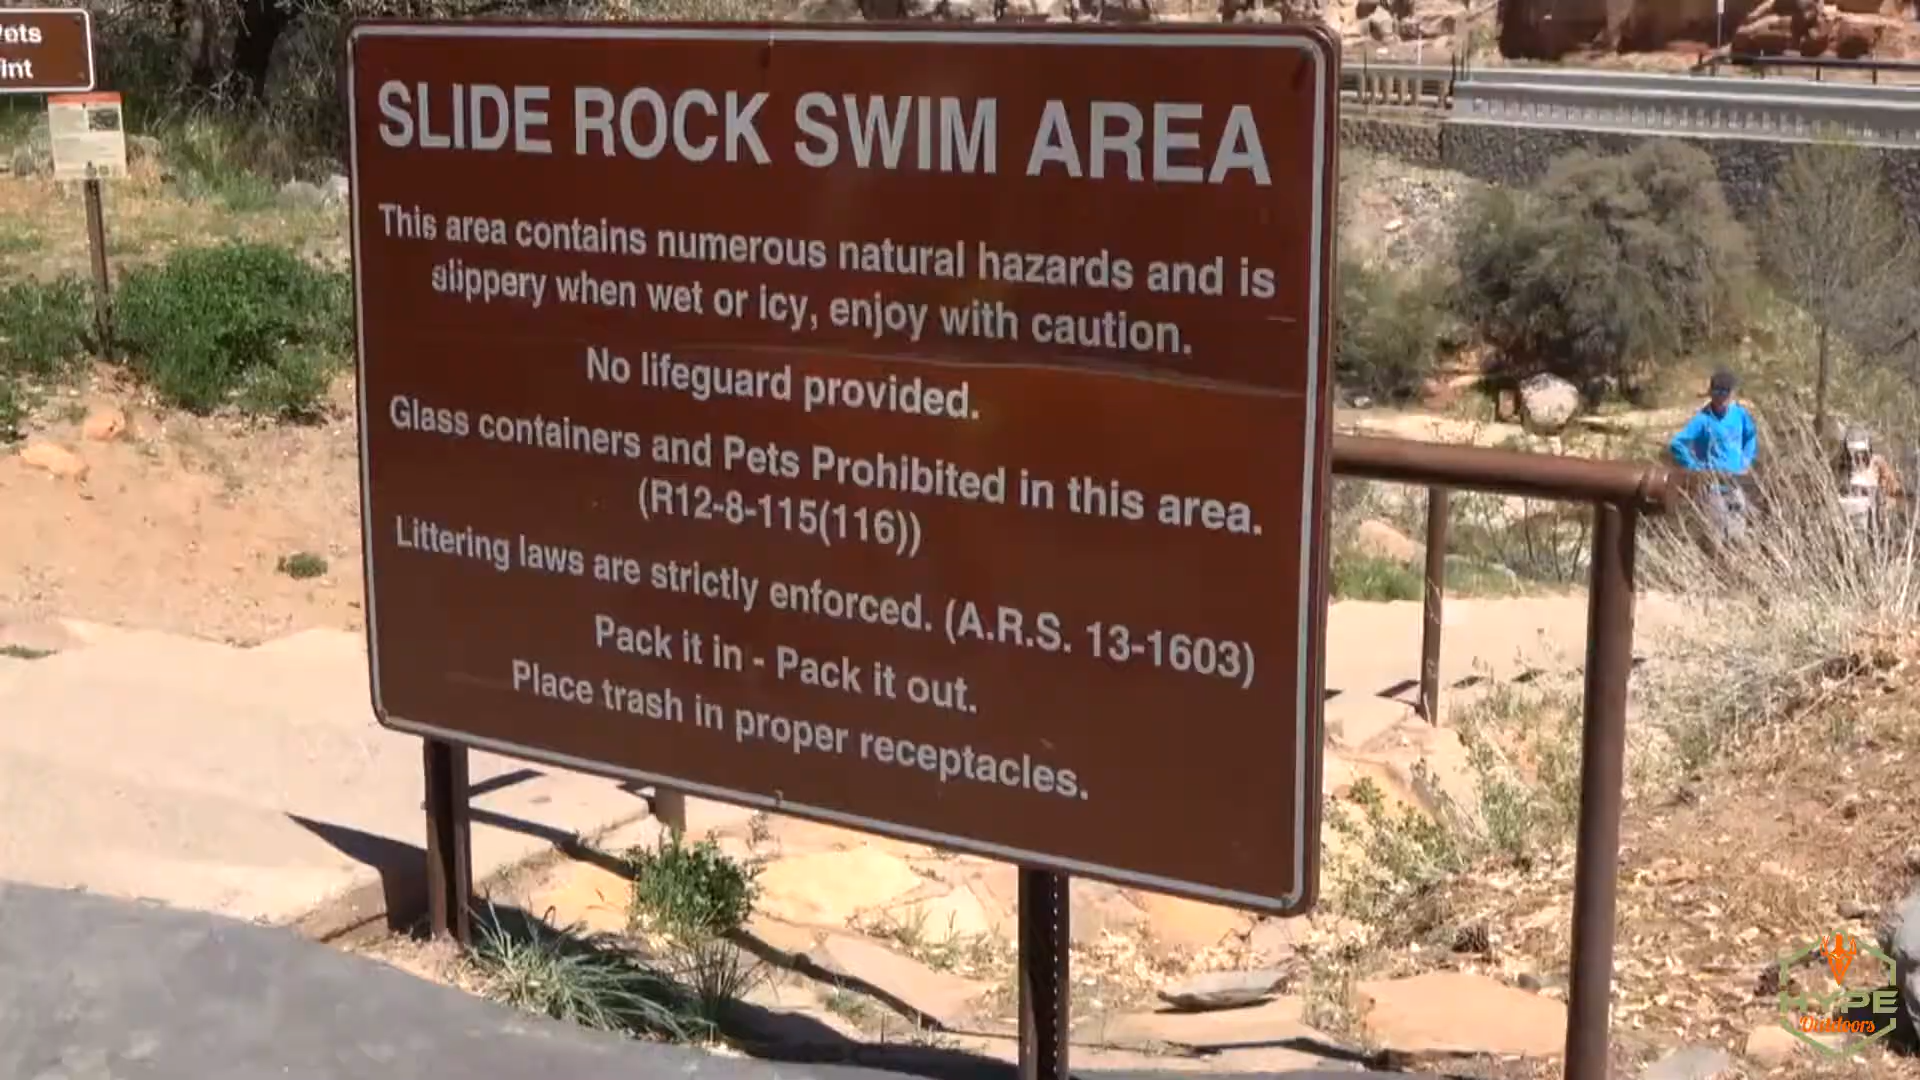 SLIDE ROCK SWIM AREA
This area contains numerous natural hazards and is
slippery when wet or icy, enjoy with caution.
No lifeguard provided.
Glass containers and Pets Prohibited in this area.
(R12-8-115(116))
Littering laws are strictly enforced. (A.R.S. 13-1603)
Pack it in - Pack it out.
Place trash in proper receptacles.
HYPE
Outdoors